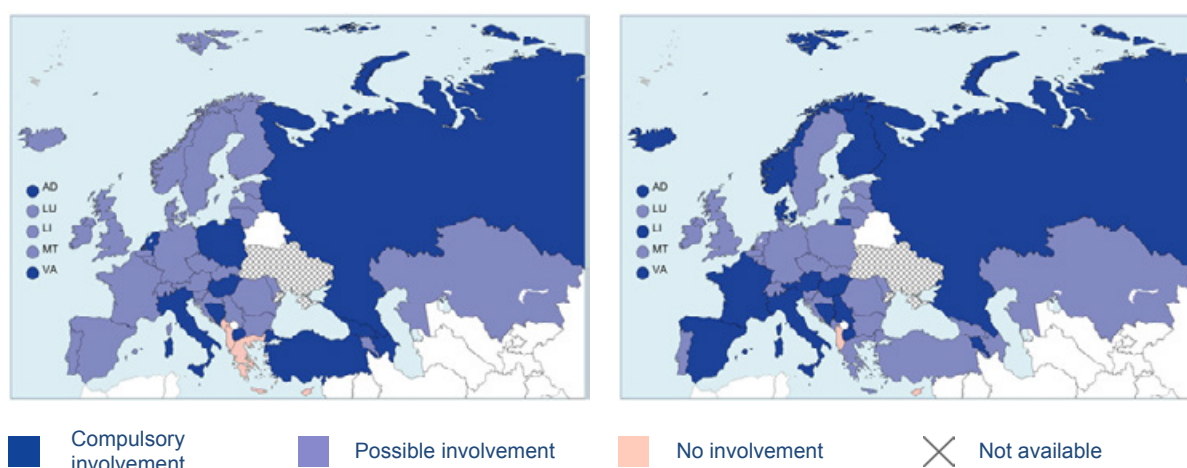 AD
LU
LI
MT
VA
AD
LU
LI
MT
VA
Compulsory
involvement
Possible involvement
No involvement
Not available